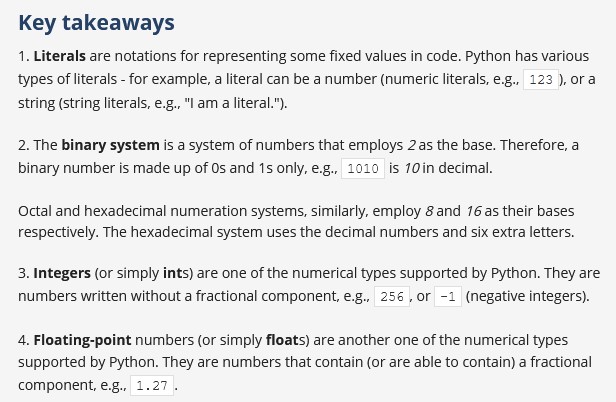 Key takeaways
1. Literals are notations for representing some fixed values in code. Python has various
types of literals - for example, a literal can be a number (numeric literals, e.g., 123 ), or a
string (string literals, e.g., "I am a literal.").
2. The binary system is a system of numbers that employs 2 as the base. Therefore, a
binary number is made up of 0s and 1s only, e.g., 1010 is 10 in decimal.
Octal and hexadecimal numeration systems, similarly, employ 8 and 16 as their bases
respectively. The hexadecimal system uses the decimal numbers and six extra letters.
3. Integers (or simply ints) are one of the numerical types supported by Python. They are
numbers written without a fractional component, e.g., 256 , or -1 (negative integers).
4. Floating-point numbers (or simply floats) are another one of the numerical types
supported by Python. They are numbers that contain (or are able to contain) a fractional
component, e.g., 1.27 .